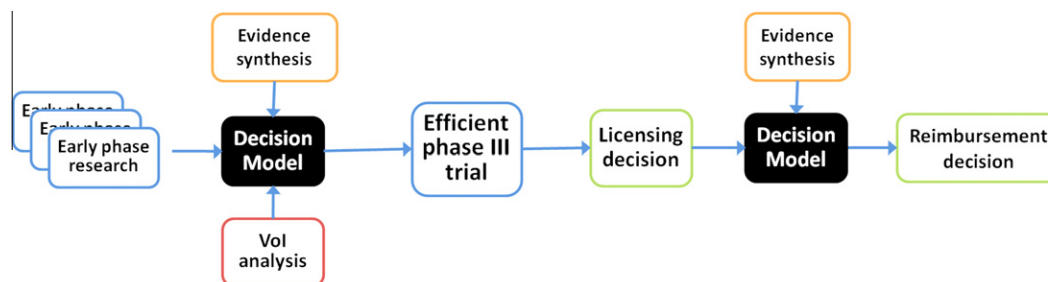 Early phase
Early phase
Early phase
research
Evidence
synthesis
Decision
Model
VoI
analysis
Efficient
phase III
trial
Licensing
decision
Evidence
synthesis
Decision
Model
Reimbursement
decision